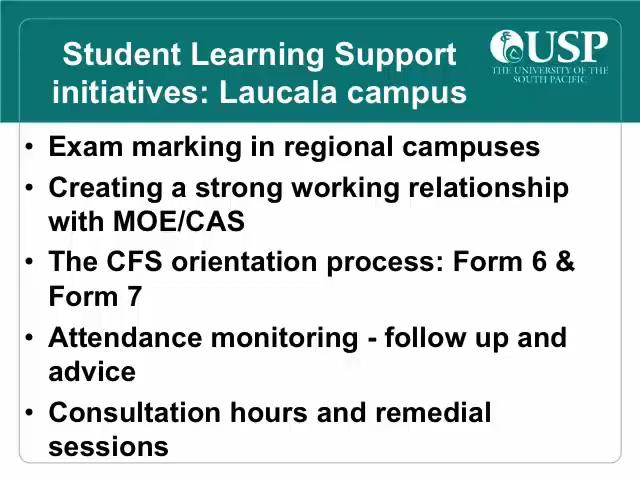 Student Learning Support
initiatives: Laucala campus
USP
THE UNIVERSITY OF THE
SOUTH PACIFIC
• Exam marking in regional campuses
• Creating a strong working relationship
with MOE/CAS
• The CFS orientation process: Form 6 &
Form 7
• Attendance monitoring - follow up and
advice
• Consultation hours and remedial
sessions